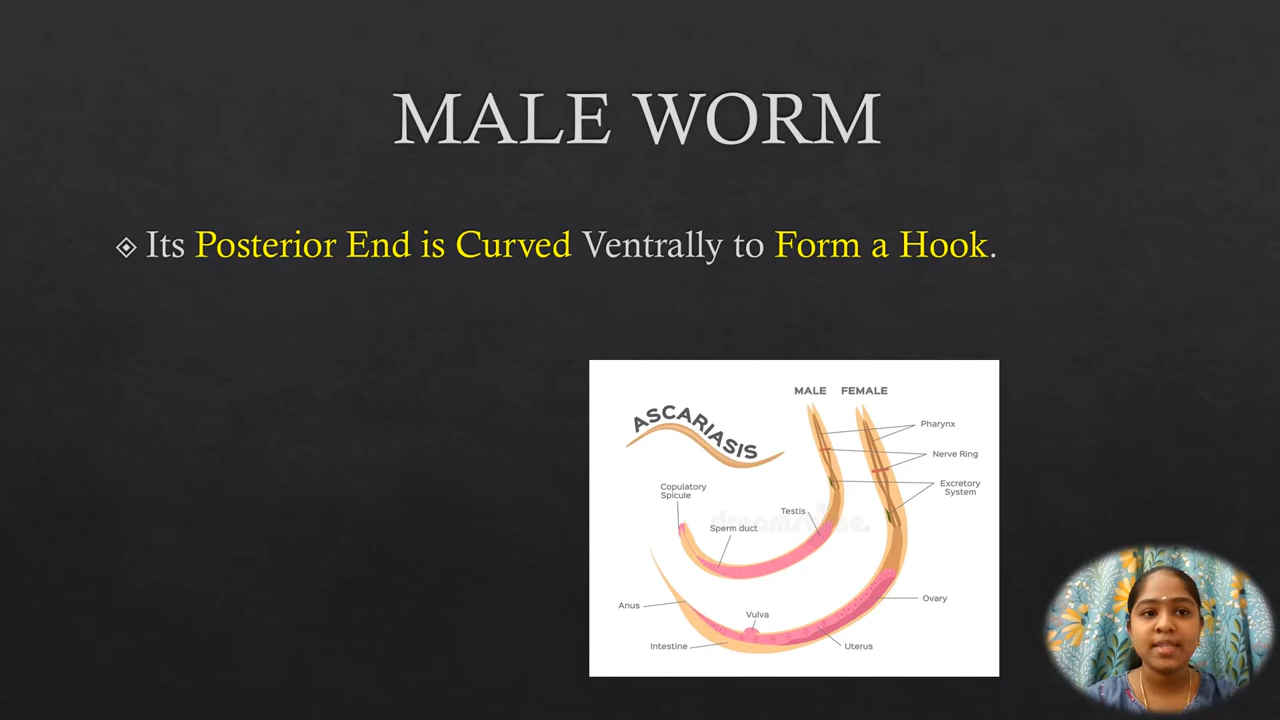 MALE WORM
Its Posterior End is Curved Ventrally to Form a Hook.
MALE FEMALE
ASCARIASIS
Pharynx
Nerve Ring
Excretory
System
Copulatory
Spicule
Testis
Sperm duct
Anus
Vulva
Ovary
Intestine
Uterus